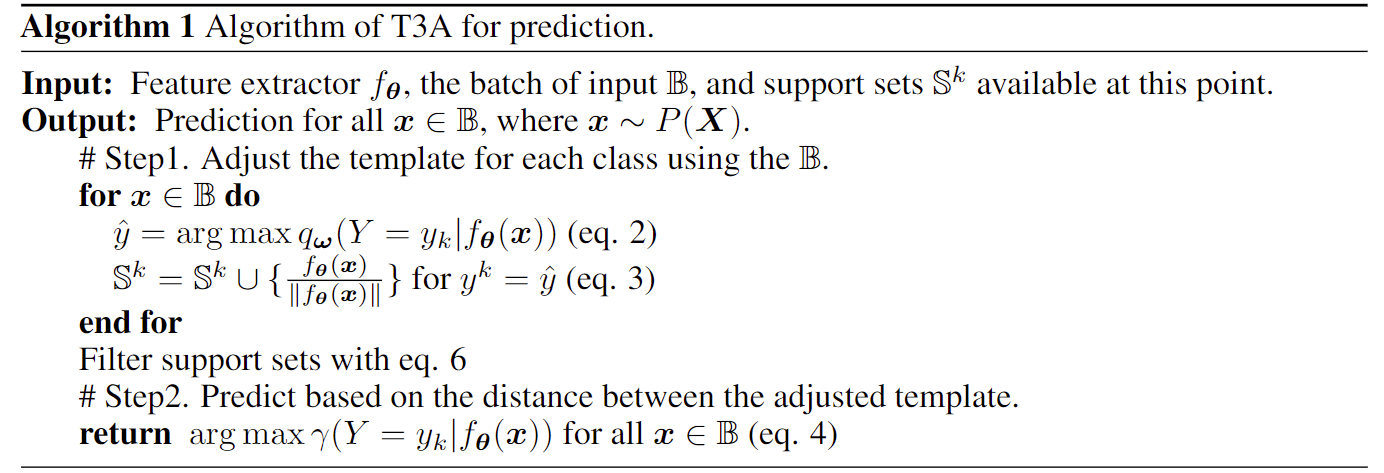 Algorithm 1 Algorithm of T3A for prediction.
Input: Feature extractor $f_{\boldsymbol{\theta}}$, the batch of input $\mathbb{B}$, and support sets $\mathbb{S}^k$ available at this point.
Output: Prediction for all $\boldsymbol{x} \in \mathbb{B}$, where $\boldsymbol{x} \sim P(\boldsymbol{X})$.
# Step1. Adjust the template for each class using the $\mathbb{B}$.
for $\boldsymbol{x} \in \mathbb{B}$ do
$\hat{y} = \arg\max q_{\boldsymbol{\omega}}(Y = y_k | f_{\boldsymbol{\theta}}(\boldsymbol{x}))$ (eq. 2)
$\mathbb{S}^k = \mathbb{S}^k \cup \{\frac{f_{\boldsymbol{\theta}}(\boldsymbol{x})}{\|f_{\boldsymbol{\theta}}(\boldsymbol{x})\|}\}$ for $y^k = \hat{y}$ (eq. 3)
end for
Filter support sets with eq. 6
# Step2. Predict based on the distance between the adjusted template.
return $\arg\max \gamma(Y = y_k | f_{\boldsymbol{\theta}}(\boldsymbol{x}))$ for all $\boldsymbol{x} \in \mathbb{B}$ (eq. 4)